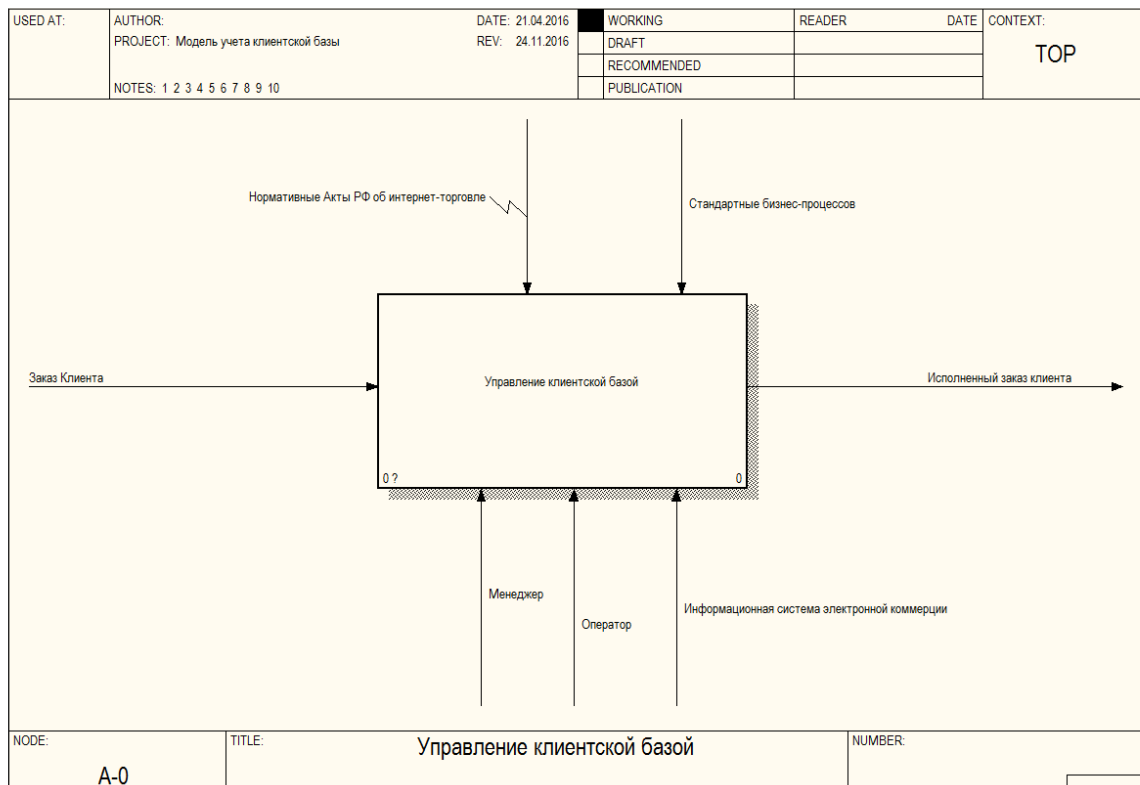 USED AT:
AUTHOR:
DATE: 21.04.2016
PROJECT: Модель учета клиентской базы
REV: 24.11.2016
NOTES: 1 2 3 4 5 6 7 8 9 10
WORKING
DRAFT
RECOMMENDED
PUBLICATION
READER DATE
CONTEXT:
TOP
Нормативные Акты РФ об интернет-торговле
Стандартные бизнес-процессов
Заказ Клиента
Управление клиентской базой
Исполненный заказ клиента
0 ?
0
Менеджер
Оператор
Информационная система электронной коммерции
NODE:
A-0
TITLE:
Управление клиентской базой
NUMBER: